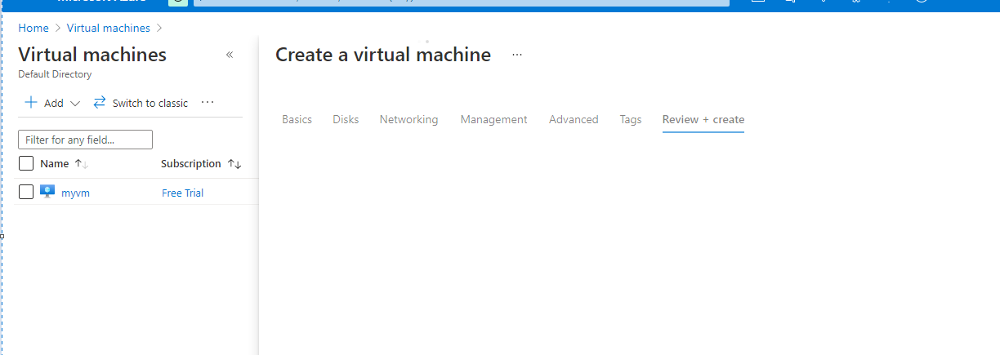 Microsoft Azure
Home > Virtual machines >
Virtual machines
«
Default Directory
+ Add
Switch to classic
...
Filter for any field...
Name ↑↓
Subscription ↑↓
myvm
Free Trial
Create a virtual machine
...
Basics
Disks
Networking
Management
Advanced
Tags
Review + create